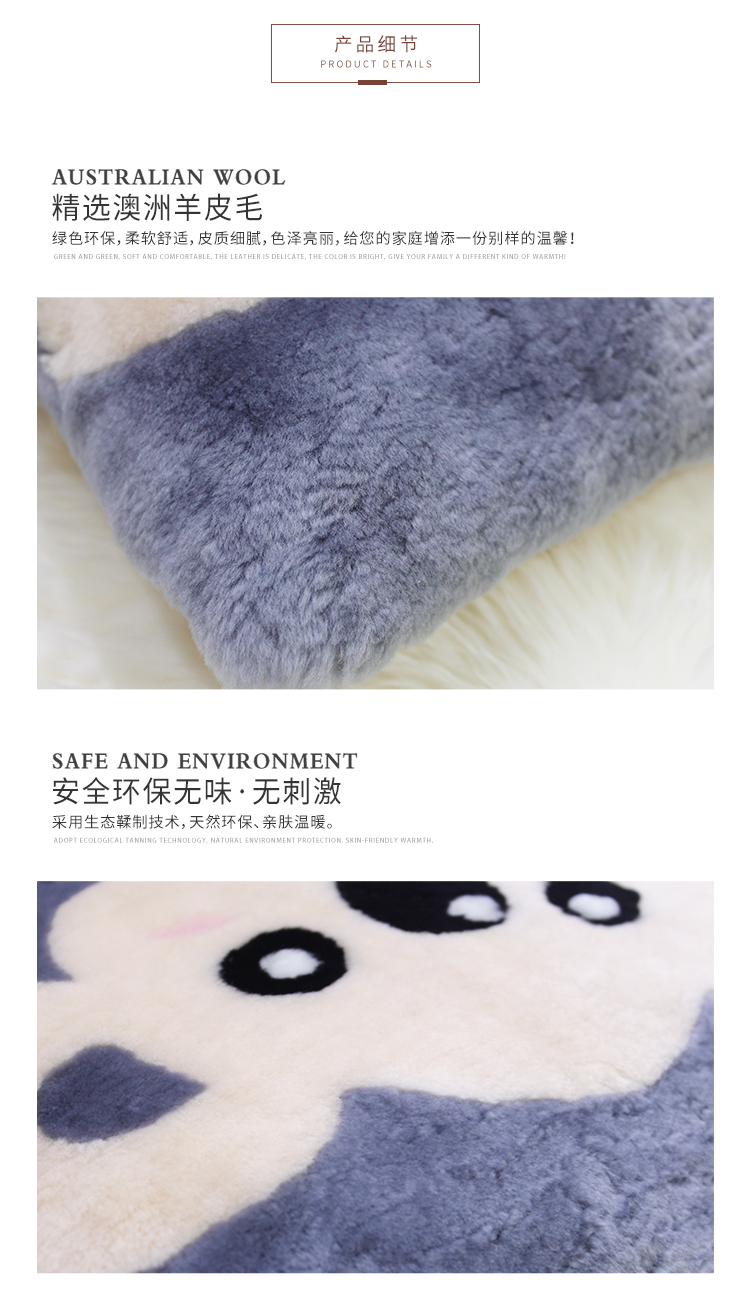 产品细节
PRODUCT DETAILS
AUSTRALIAN WOOL
精选澳洲羊皮毛
绿色环保，柔软舒适，皮质细腻，色泽亮丽，给您的家庭增添一份别样的温馨！
GREEN AND GREEN, SOFT AND COMFORTABLE, THE LEATHER IS DELICATE, THE COLOR IS BRIGHT, GIVE YOUR FAMILY A DIFFERENT KIND OF WARMTH!
SAFE AND ENVIRONMENT
安全环保无味·无刺激
采用生态鞣制技术，天然环保、亲肤温暖。
ADOPT ECOLOGICAL TANNING TECHNOLOGY, NATURAL ENVIRONMENT PROTECTION, SKIN-FRIENDLY WARMTH.